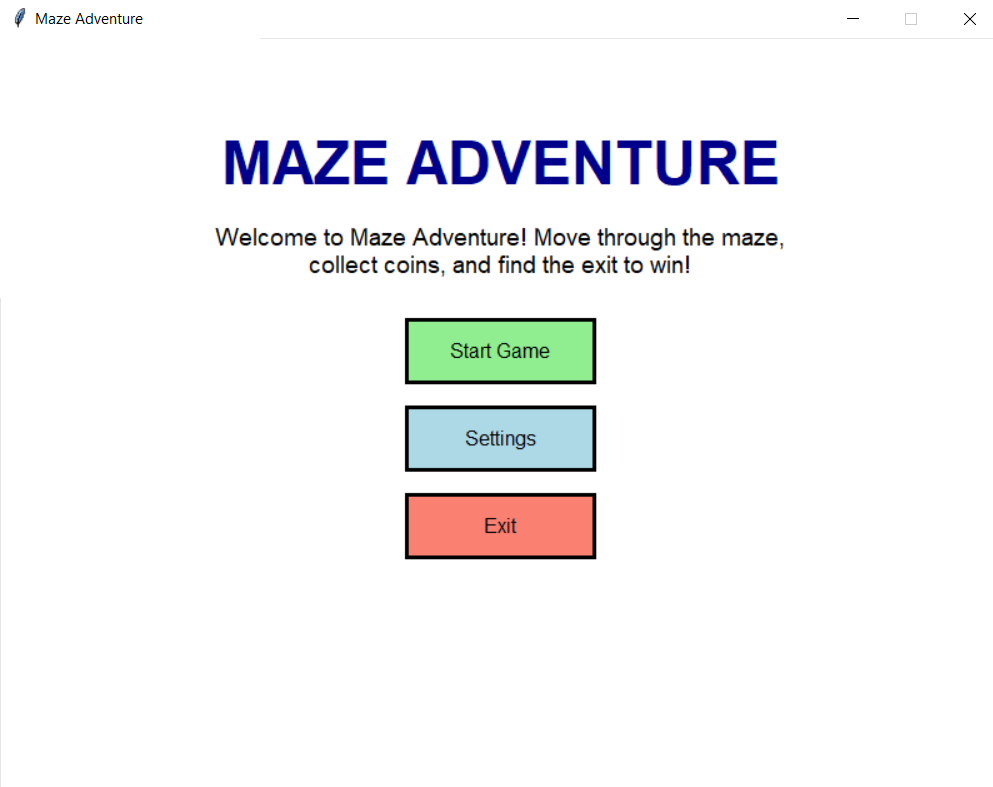 Maze Adventure
MAZE ADVENTURE
Welcome to Maze Adventure! Move through the maze,
collect coins, and find the exit to win!
Start Game
Settings
Exit